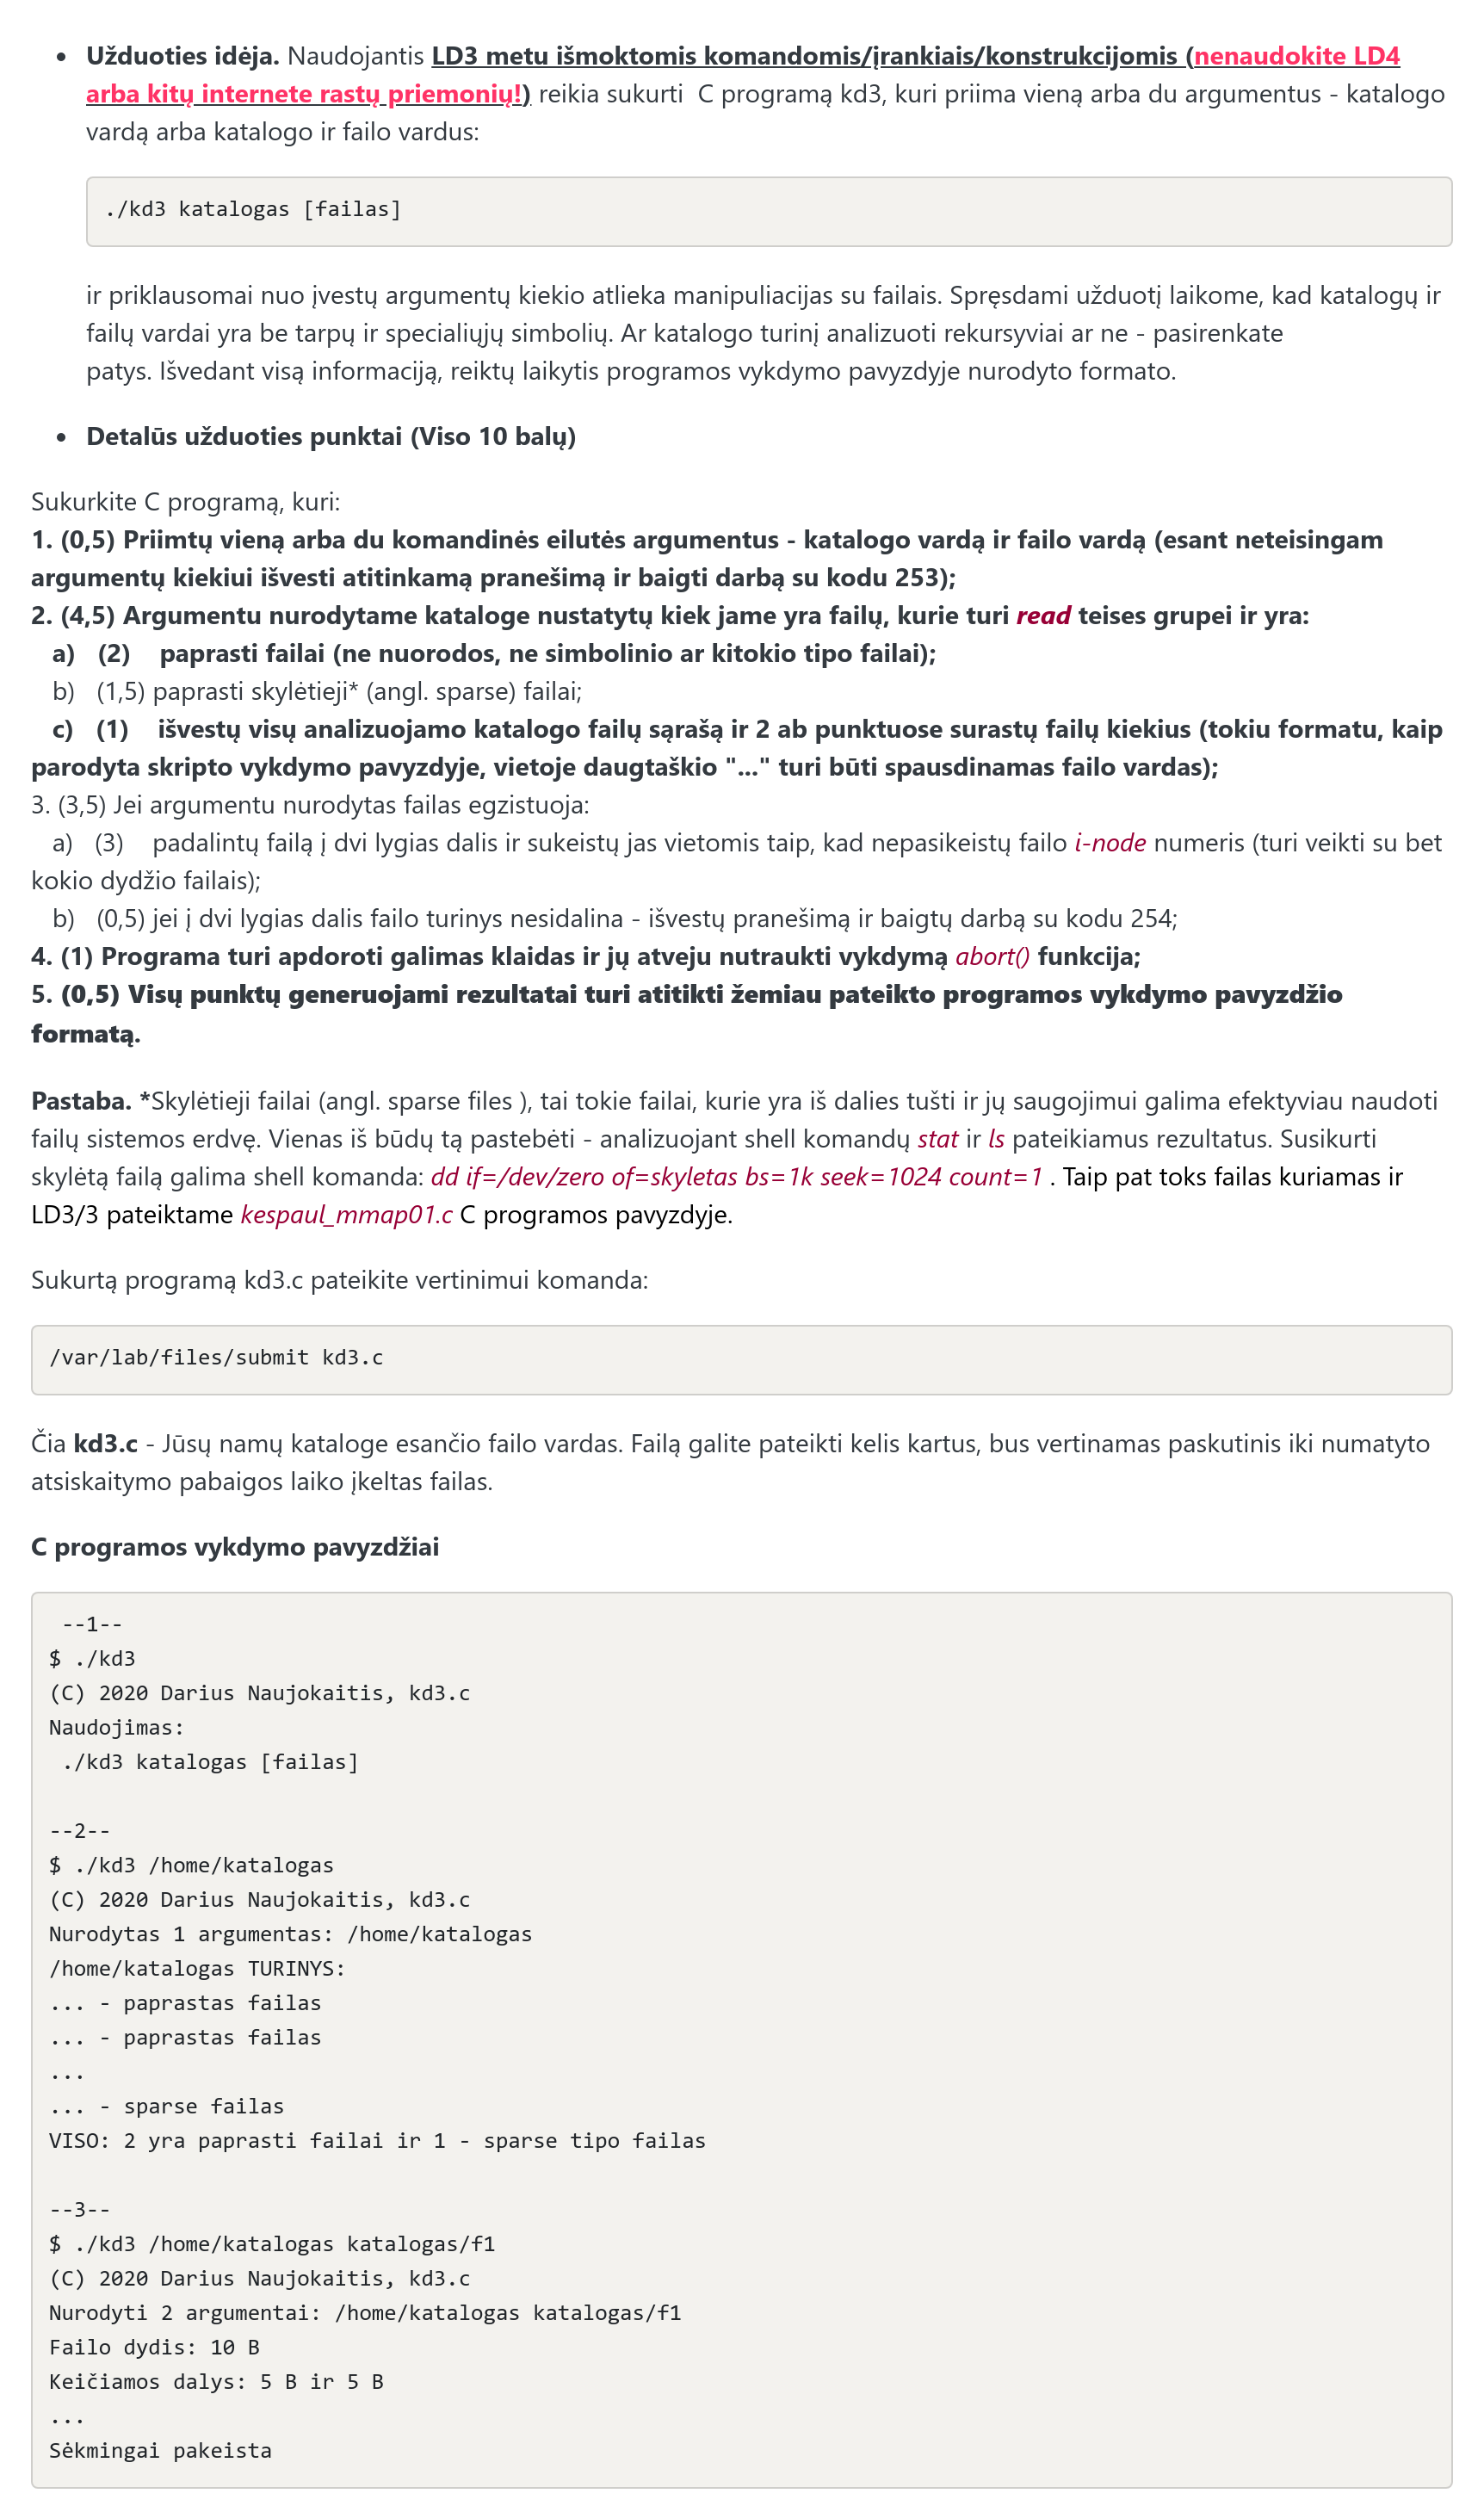 • Užduoties idėja. Naudojantis LD3 metu išmoktomis komandomis/įrankiais/konstrukcijomis (nenaudokite LD4
arba kitų internete rastų priemonių!) reikia sukurti  C programą kd3, kuri priima vieną arba du argumentus - katalogo
vardą arba katalogo ir failo vardus:
./kd3 katalogas [failas]
ir priklausomai nuo įvestų argumentų kiekio atlieka manipuliacijas su failais. Spręsdami užduotį laikome, kad katalogų ir
failų vardai yra be tarpų ir specialiųjų simbolių. Ar katalogo turinį analizuoti rekursyviai ar ne - pasirenkate
patys. Išvedant visą informaciją, reiktų laikytis programos vykdymo pavyzdyje nurodyto formato.
• Detalūs užduoties punktai (Viso 10 balų)
Sukurkite C programą, kuri:
1. (0,5) Priimtų vieną arba du komandinės eilutės argumentus - katalogo vardą ir failo vardą (esant neteisingam
argumentų kiekiui išvesti atitinkamą pranešimą ir baigti darbą su kodu 253);
2. (4,5) Argumentu nurodytame kataloge nustatytų kiek jame yra failų, kurie turi read teises grupei ir yra:
a)   (2)    paprasti failai (ne nuorodos, ne simbolinio ar kitokio tipo failai);
b)   (1,5) paprasti skylėtieji* (angl. sparse) failai;
c)   (1)    išvestų visų analizuojamo katalogo failų sąrašą ir 2 ab punktuose surastų failų kiekius (tokiu formatu, kaip
parodyta skripto vykdymo pavyzdyje, vietoje daugtaškio "..." turi būti spausdinamas failo vardas);
3. (3,5) Jei argumentu nurodytas failas egzistuoja:
a)   (3)    padalintų failą į dvi lygias dalis ir sukeistų jas vietomis taip, kad nepasikeistų failo i-node numeris (turi veikti su bet
kokio dydžio failais);
b)   (0,5) jei į dvi lygias dalis failo turinys nesidalina - išvestų pranešimą ir baigtų darbą su kodu 254;
4. (1) Programa turi apdoroti galimas klaidas ir jų atveju nutraukti vykdymą abort() funkcija;
5. (0,5) Visų punktų generuojami rezultatai turi atitikti žemiau pateikto programos vykdymo pavyzdžio
formatą.
Pastaba. *Skylėtieji failai (angl. sparse files ), tai tokie failai, kurie yra iš dalies tušti ir jų saugojimui galima efektyviau naudoti
failų sistemos erdvę. Vienas iš būdų tą pastebėti - analizuojant shell komandų stat ir ls pateikiamus rezultatus. Susikurti
skylėtą failą galima shell komanda: dd if=/dev/zero of=skyletas bs=1k seek=1024 count=1 . Taip pat toks failas kuriamas ir
LD3/3 pateiktame kespaul_mmap01.c C programos pavyzdyje.
Sukurtą programą kd3.c pateikite vertinimui komanda:
/var/lab/files/submit kd3.c
Čia kd3.c - Jūsų namų kataloge esančio failo vardas. Failą galite pateikti kelis kartus, bus vertinamas paskutinis iki numatyto
atsiskaitymo pabaigos laiko įkeltas failas.
C programos vykdymo pavyzdžiai
--1--
$ ./kd3
(C) 2020 Darius Naujokaitis, kd3.c
Naudojimas:
./kd3 katalogas [failas]
--2--
$ ./kd3 /home/katalogas
(C) 2020 Darius Naujokaitis, kd3.c
Nurodytas 1 argumentas: /home/katalogas
/home/katalogas TURINYS:
... - paprastas failas
... - paprastas failas
...
... - sparse failas
VISO: 2 yra paprasti failai ir 1 - sparse tipo failas
--3--
$ ./kd3 /home/katalogas katalogas/f1
(C) 2020 Darius Naujokaitis, kd3.c
Nurodyti 2 argumentai: /home/katalogas katalogas/f1
Failo dydis: 10 B
Keičiamos dalys: 5 B ir 5 B
...
Sėkmingai pakeista